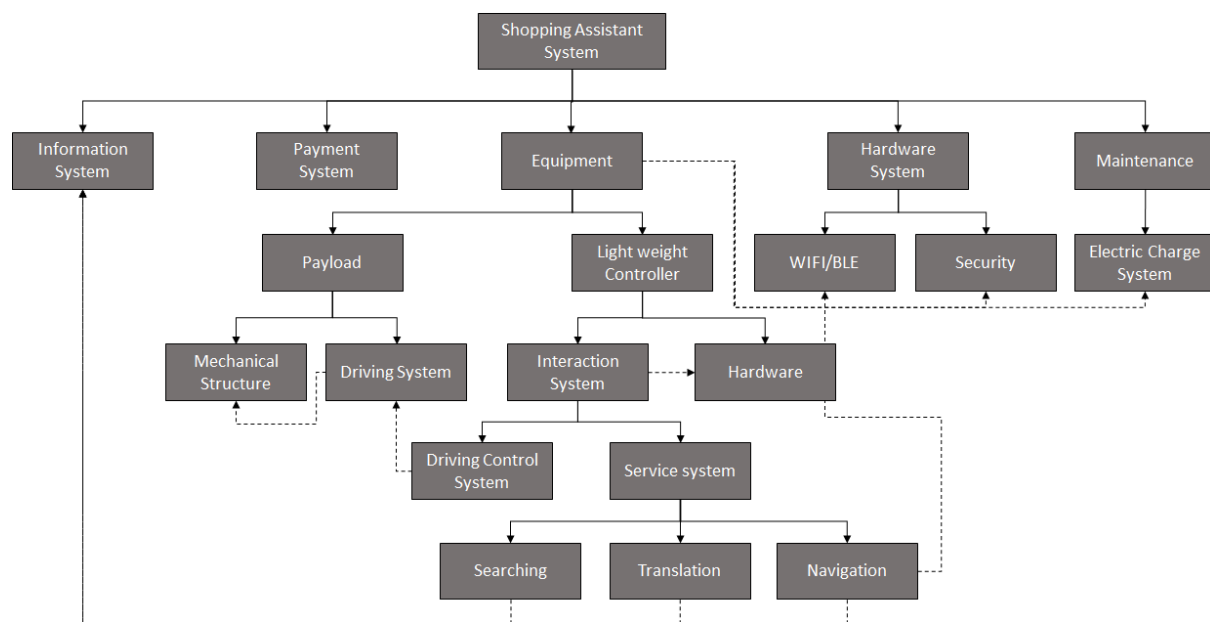 Shopping Assistant
System
Information
System
Payment
System
Equipment
Hardware
System
Maintenance
Payload
Light weight
Controller
WIFI/BLE
Security
Electric Charge
System
Mechanical
Structure
Driving System
Interaction
System
Hardware
Driving Control
System
Service system
Searching
Translation
Navigation